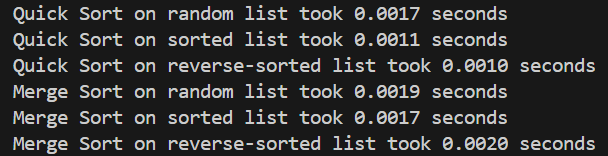 Quick Sort on random list took 0.0017 seconds
Quick Sort on sorted list took 0.0011 seconds
Quick Sort on reverse-sorted list took 0.0010 seconds
Merge Sort on random list took 0.0019 seconds
Merge Sort on sorted list took 0.0017 seconds
Merge Sort on reverse-sorted list took 0.0020 seconds